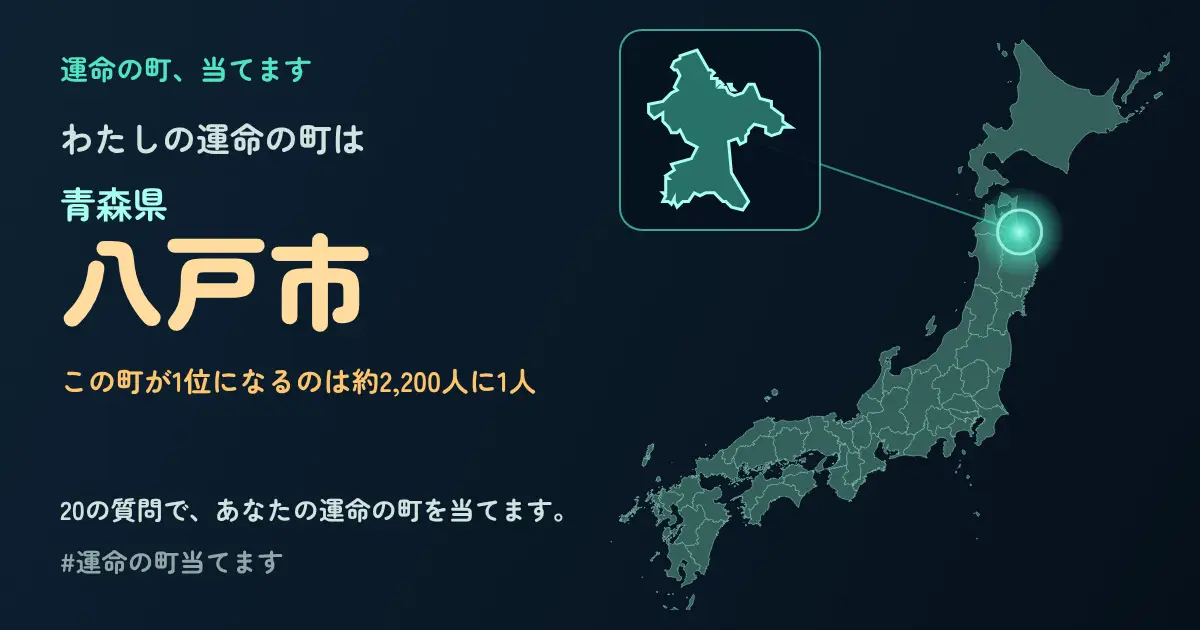 運命の町、当てます
わたしの運命の町は
青森県
八戸市
この町が1位になるのは約2,200人に1人
20の質問で、あなたの運命の町を当てます。
#運命の町当てます